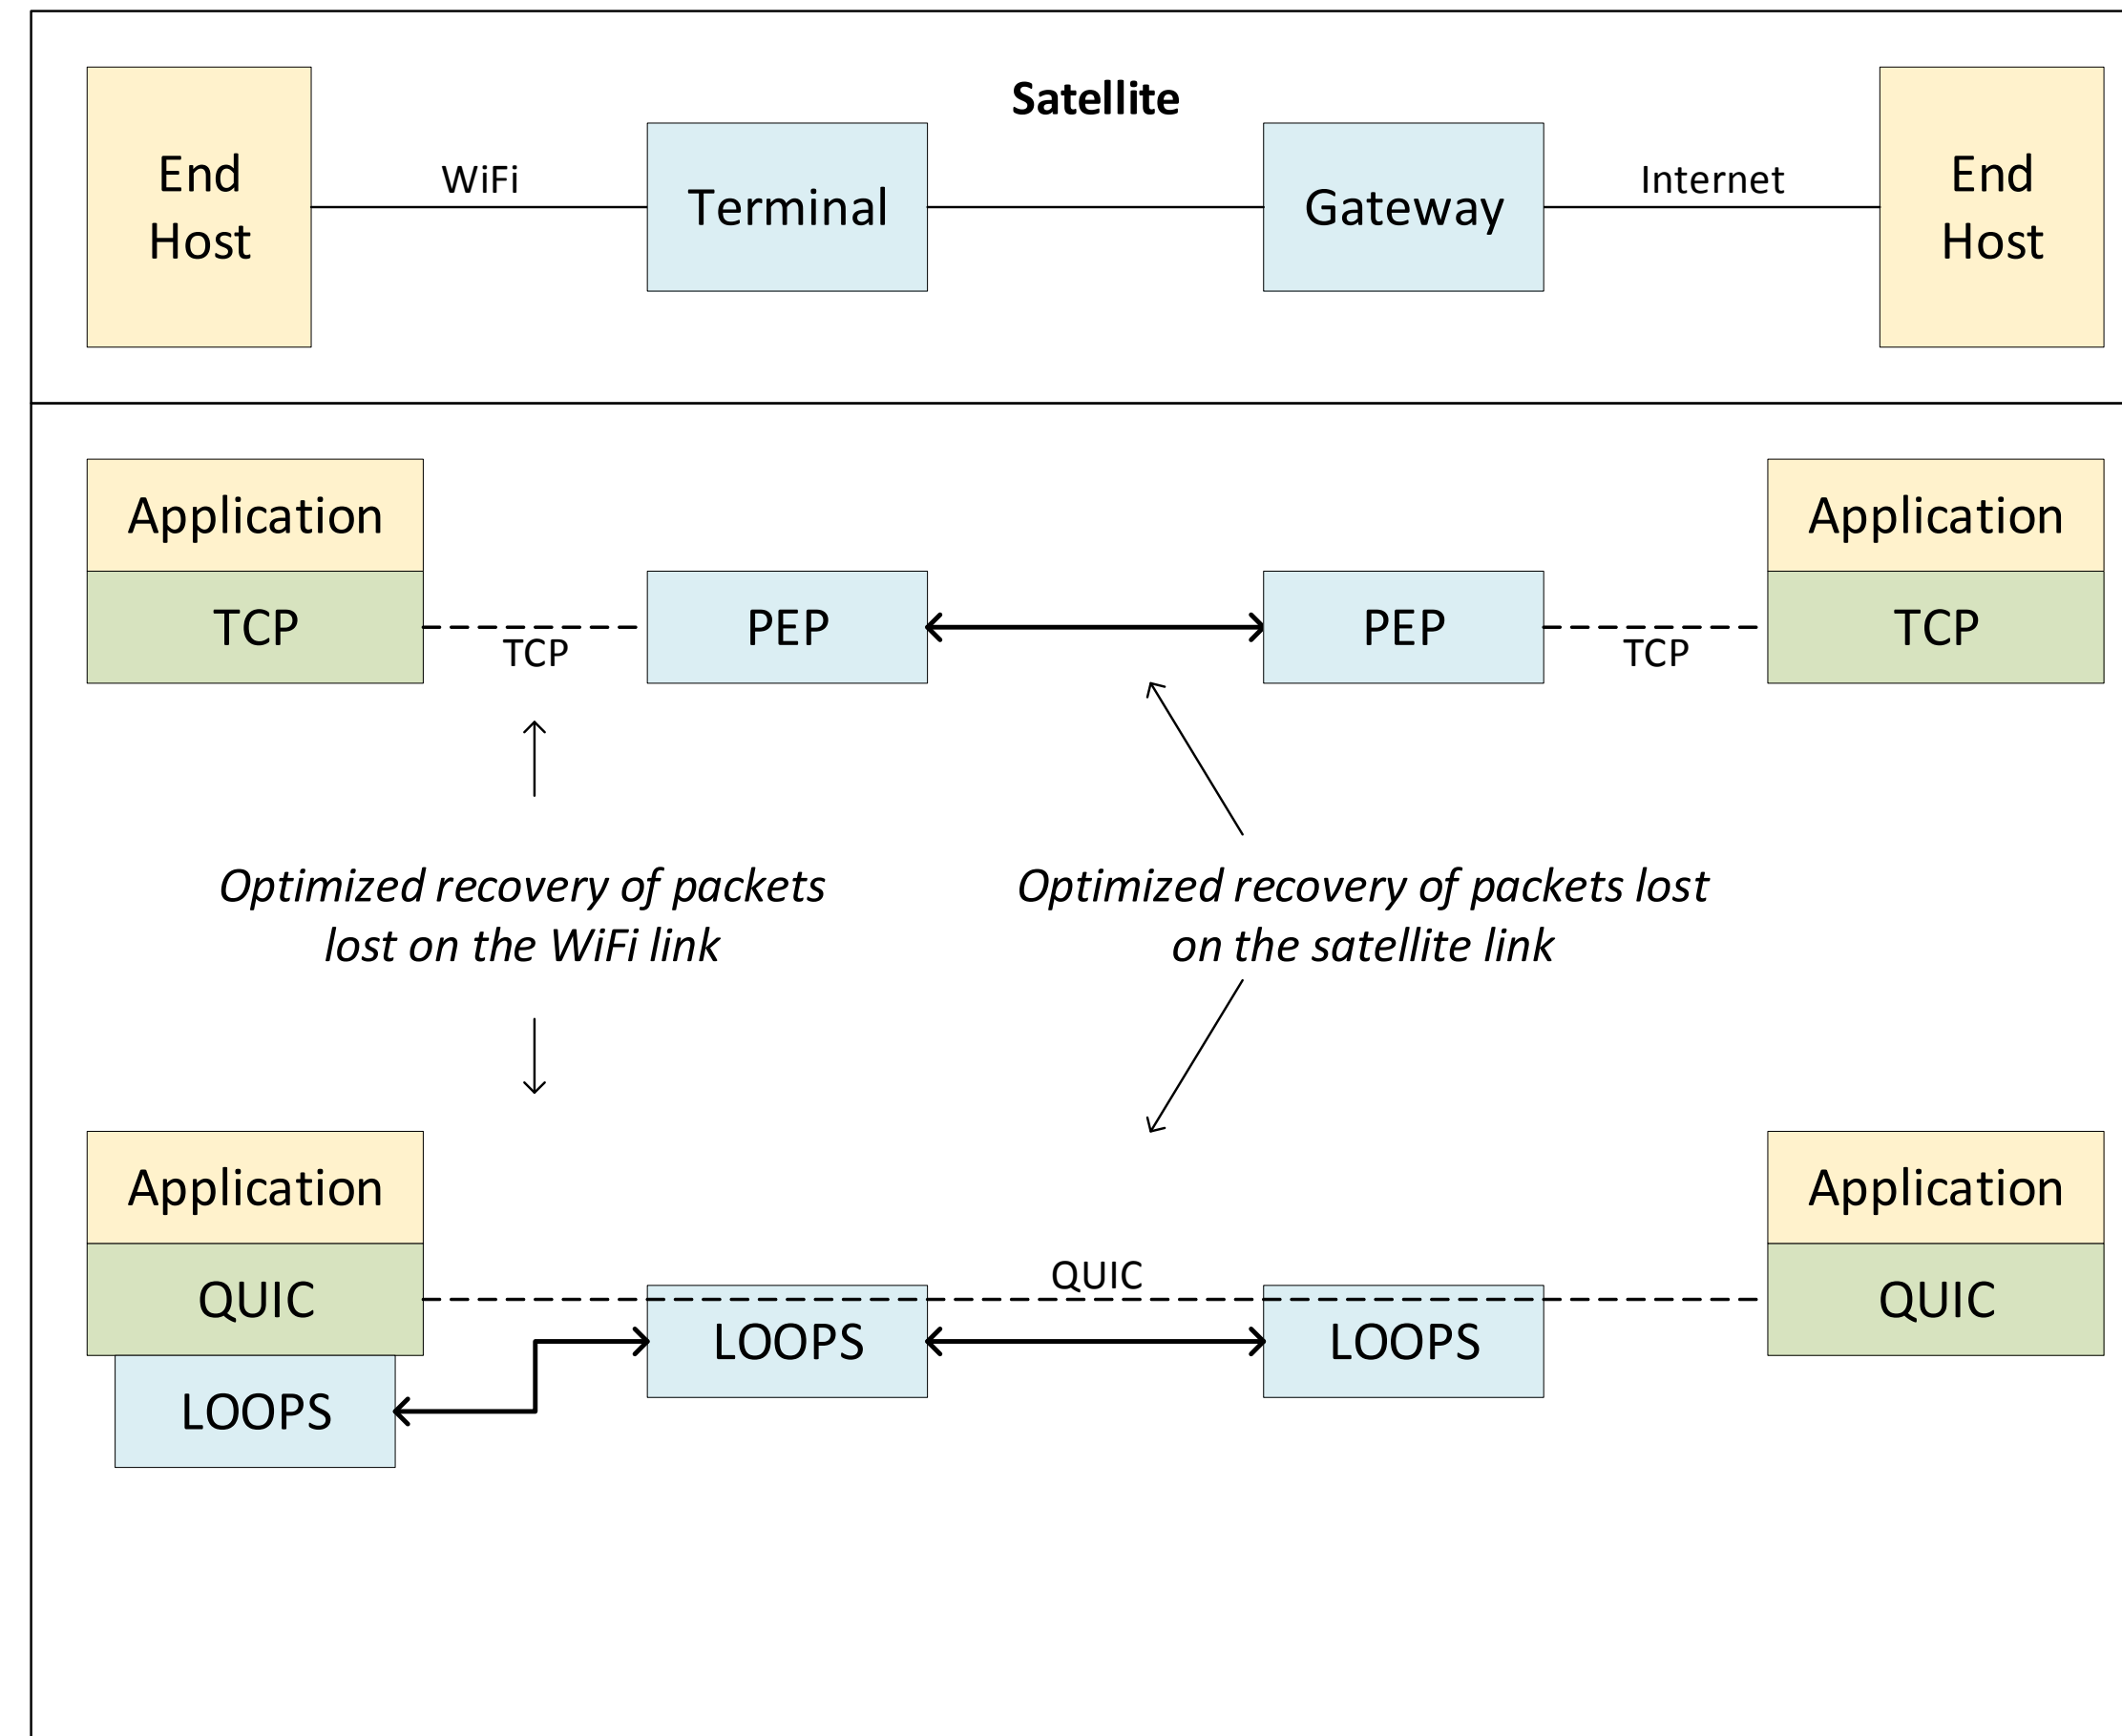 Satellite
End
Host
WiFi
Terminal
Gateway
Internet
End
Host
Application
TCP
TCP
PEP
PEP
TCP
Application
TCP
Optimized recovery of packets
lost on the WiFi link
Optimized recovery of packets lost
on the satellite link
Application
QUIC
LOOPS
LOOPS
QUIC
LOOPS
Application
QUIC